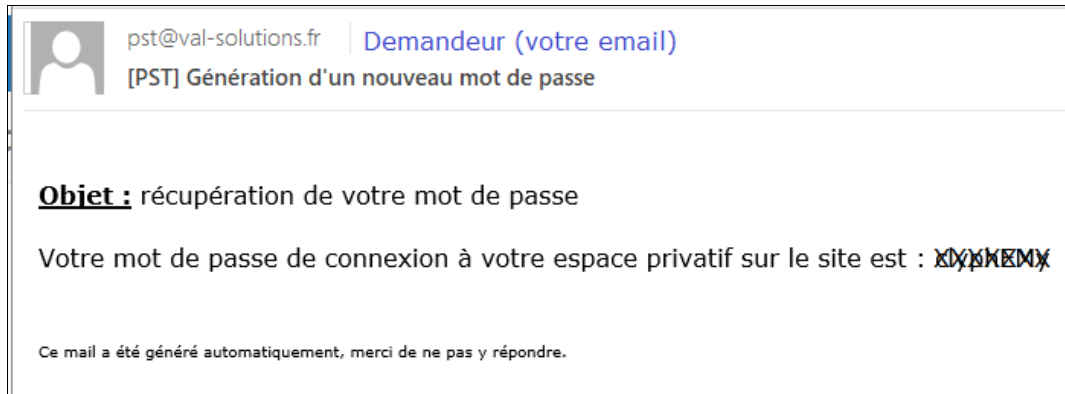 pst@val-solutions.fr Demandeur (votre email)
[PST] Génération d'un nouveau mot de passe
Objet : récupération de votre mot de passe
Votre mot de passe de connexion à votre espace privatif sur le site est :
Ce mail a été généré automatiquement, merci de ne pas y répondre.